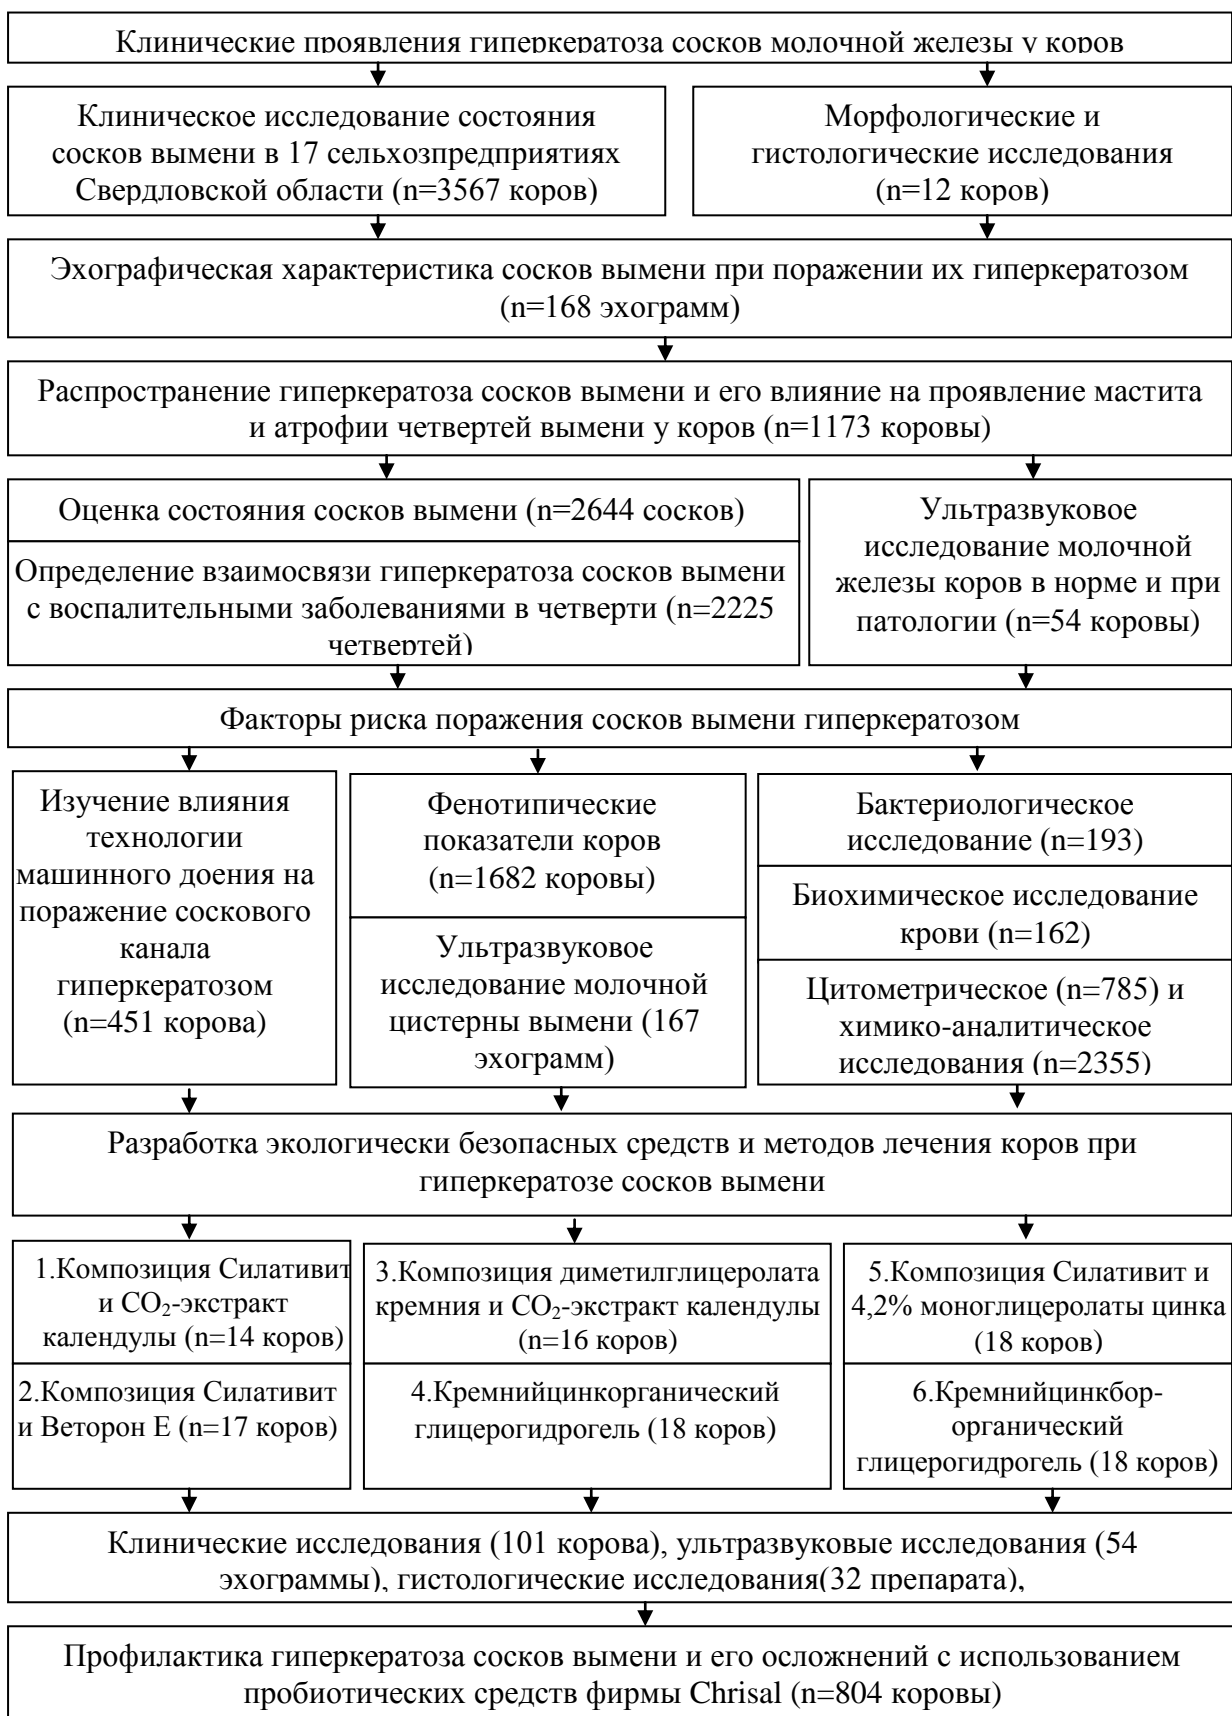 Клинические проявления гиперкератоза сосков молочной железы у коров
Клиническое исследование состояния
сосков вымени в 17 сельхозпредприятиях
Свердловской области (n=3567 коров)
Морфологические и
гистологические исследования
(n=12 коров)
Эхографическая характеристика сосков вымени при поражении их гиперкератозом
(n=168 эхограмм)
Распространение гиперкератоза сосков вымени и его влияние на проявление мастита
и атрофии четвертей вымени у коров (n=1173 коровы)
Оценка состояния сосков вымени (n=2644 сосков)
Определение взаимосвязи гиперкератоза сосков вымени
с воспалительными заболеваниями в четверти (n=2225
четвертей)
Ультразвуковое
исследование молочной
железы коров в норме и при
патологии (n=54 коровы)
Факторы риска поражения сосков вымени гиперкератозом
Изучение влияния
технологии
машинного доения на
поражение соскового
канала
гиперкератозом
(n=451 корова)
Фенотипические
показатели коров
(n=1682 коровы)
Ультразвуковое
исследование молочной
цистерны вымени (167
эхограмм)
Бактериологическое
исследование (n=193)
Биохимическое исследование
крови (n=162)
Цитометрическое (n=785) и
химико-аналитическое
исследования (n=2355)
Разработка экологически безопасных средств и методов лечения коров при
гиперкератозе сосков вымени
1.Композиция Силативит
и CO₂-экстракт
календулы (n=14 коров)
2.Композиция Силативит
и Веторон Е (n=17 коров)
3.Композиция диметилглицеролата
кремния и CO₂-экстракт календулы
(n=16 коров)
4.Кремнийцинкорганический
глицерогидрогель (18 коров)
5.Композиция Силативит и
4,2% моноглицеролаты цинка
(18 коров)
6.Кремнийцинкбор-
органический
глицерогидрогель (18 коров)
Клинические исследования (101 корова), ультразвуковые исследования (54
эхограммы), гистологические исследования(32 препарата),
Профилактика гиперкератоза сосков вымени и его осложнений с использованием
пробиотических средств фирмы Chrisal (n=804 коровы)